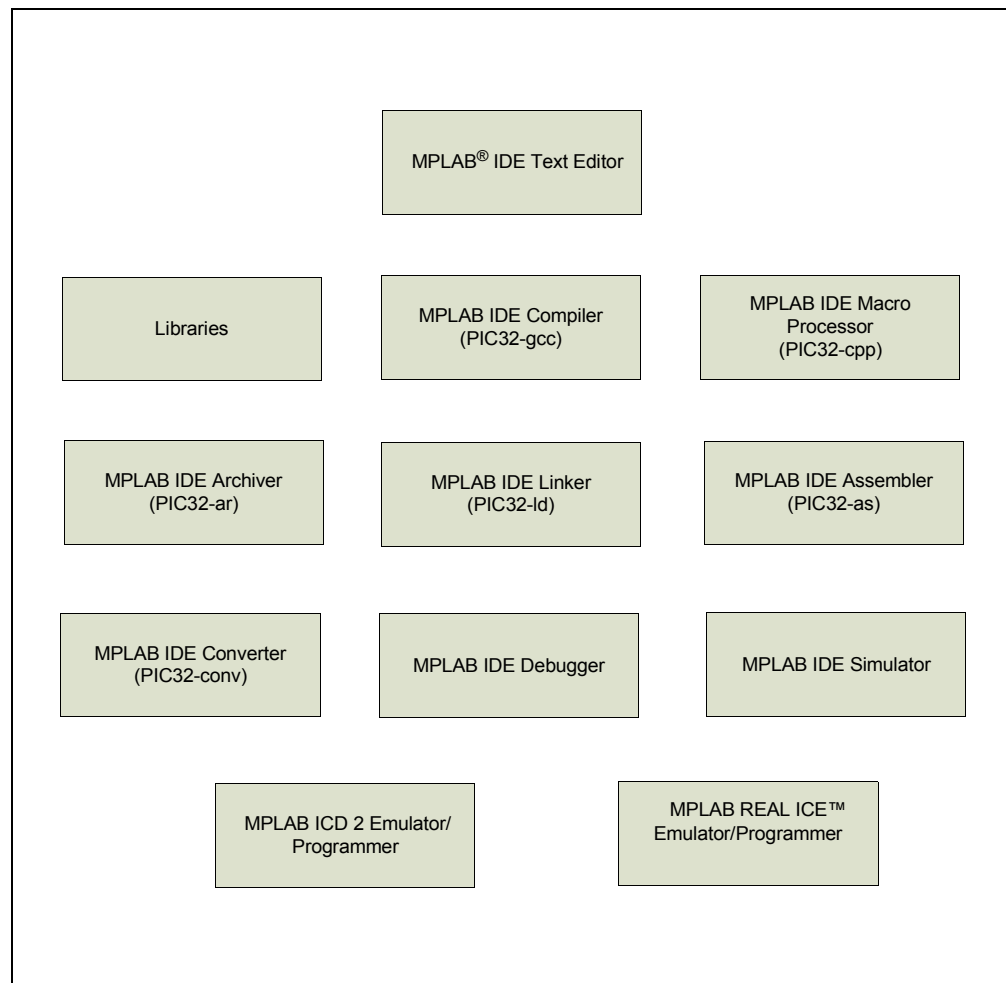 MPLAB® IDE Text Editor
Libraries
MPLAB IDE Compiler
(PIC32-gcc)
MPLAB IDE Macro
Processor
(PIC32-cpp)
MPLAB IDE Archiver
(PIC32-ar)
MPLAB IDE Linker
(PIC32-ld)
MPLAB IDE Assembler
(PIC32-as)
MPLAB IDE Converter
(PIC32-conv)
MPLAB IDE Debugger
MPLAB IDE Simulator
MPLAB ICD 2 Emulator/
Programmer
MPLAB REAL ICE™
Emulator/Programmer